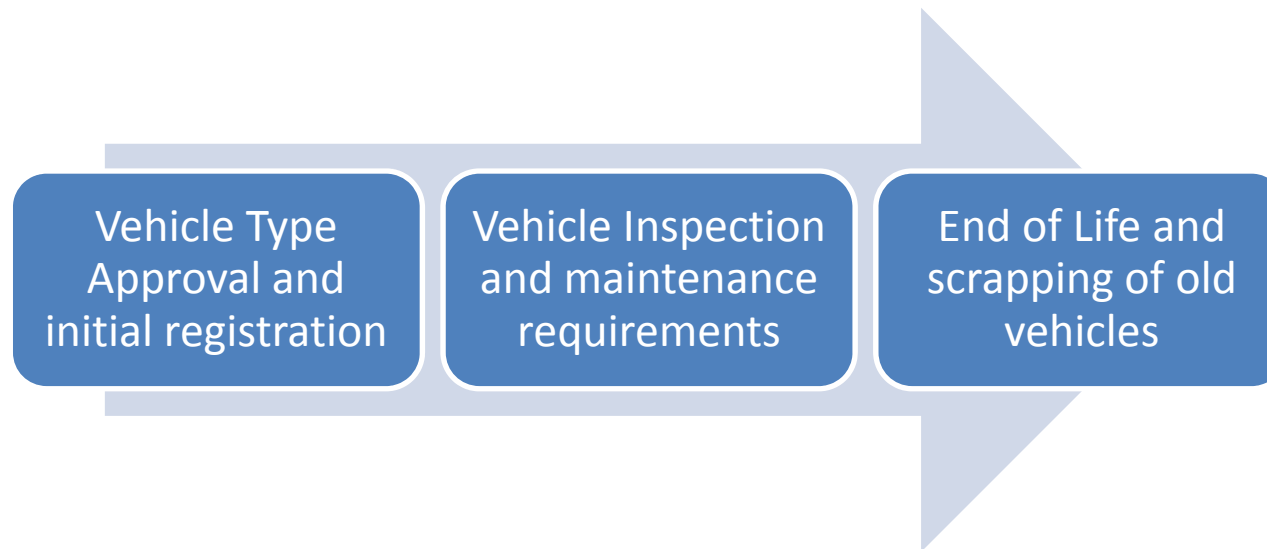 Vehicle Type
Approval and
initial registration
Vehicle Inspection
and maintenance
requirements
End of Life and
scrapping of old
vehicles